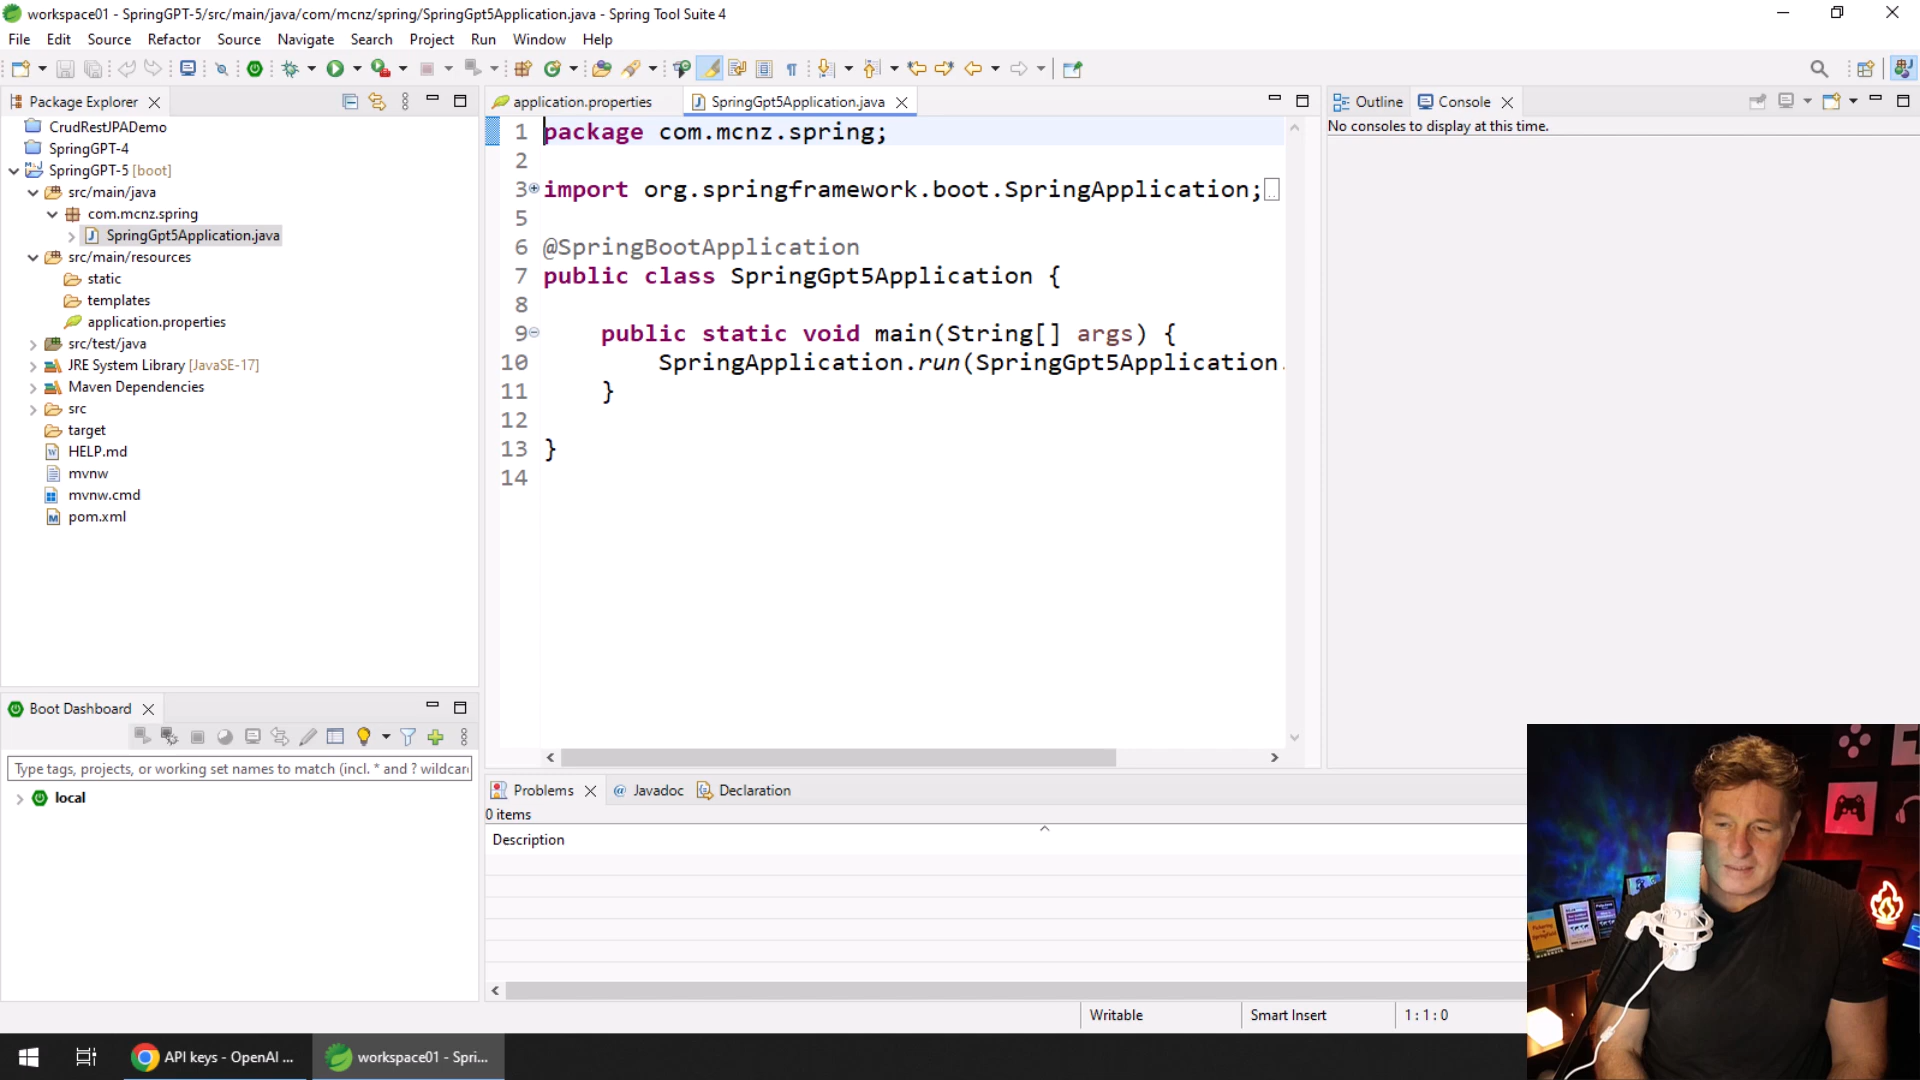 workspace01 - SpringGPT-5/src/main/java/com/mcnz/spring/SpringGpt5Application.java - Spring Tool Suite 4
File Edit Source Refactor Source Navigate Search Project Run Window Help
Package Explorer
CrudRestJPADemo
SpringGPT-4
SpringGPT-5 [boot]
src/main/java
com.mcnz.spring
SpringGpt5Application.java
src/main/resources
static
templates
application.properties
src/test/java
JRE System Library [JavaSE-17]
Maven Dependencies
src
target
HELP.md
mvnw
mvnw.cmd
pom.xml
Boot Dashboard
Type tags, projects, or working set names to match (incl. * and ? wildcar
local
application.properties
SpringGpt5Application.java
1 package com.mcnz.spring;
2
3 import org.springframework.boot.SpringApplication;
5
6 @SpringBootApplication
7 public class SpringGpt5Application {
8
9 public static void main(String[] args) {
10 SpringApplication.run(SpringGpt5Application.
11 }
12
13 }
14
Outline Console
No consoles to display at this time.
Problems Javadoc Declaration
0 items
Description
Writable Smart Insert 1 : 1 : 0
API keys - OpenAI ... workspace01 - Spri...